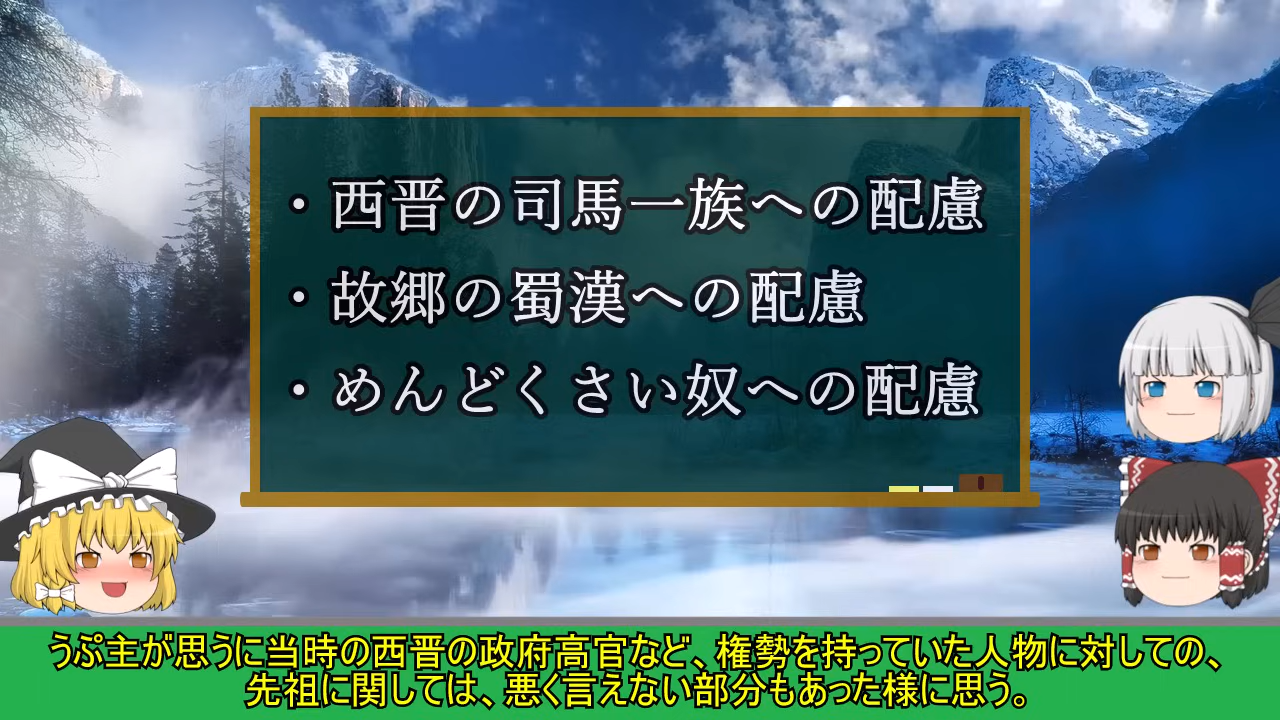 ・西晋の司馬一族への配慮
・故郷の蜀漢への配慮
・めんどくさい奴への配慮
うぷ主が思うに当時の西晋の政府高官など、権勢を持っていた人物に対しての、
先祖に関しては、悪く言えない部分もあった様に思う。